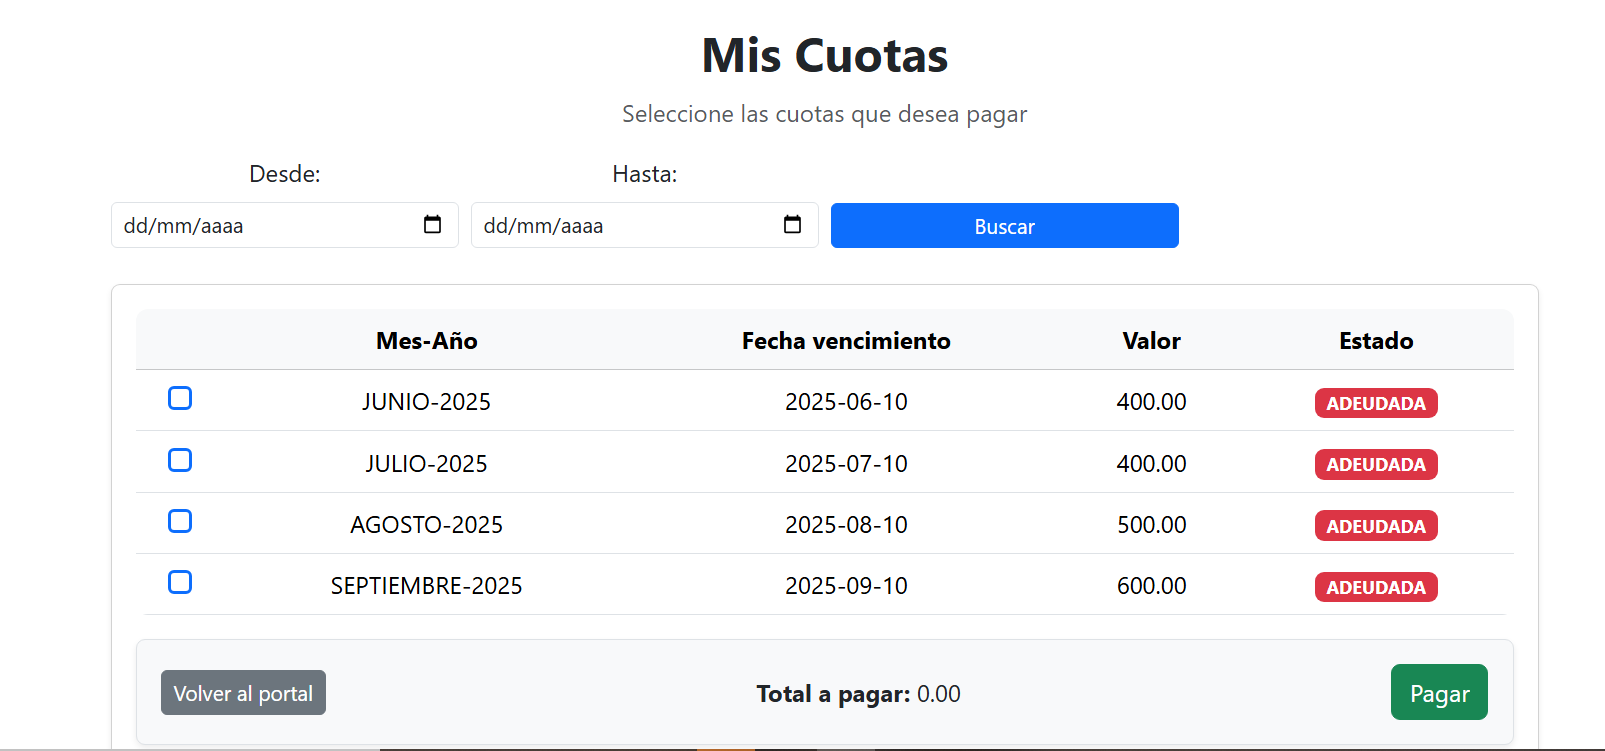 Mis Cuotas
Seleccione las cuotas que desea pagar
Desde: Hasta:
dd/mm/aaaa dd/mm/aaaa Buscar
Mes-Año Fecha vencimiento Valor Estado
JUNIO-2025 2025-06-10 400.00 ADEUDADA
JULIO-2025 2025-07-10 400.00 ADEUDADA
AGOSTO-2025 2025-08-10 500.00 ADEUDADA
SEPTIEMBRE-2025 2025-09-10 600.00 ADEUDADA
Volver al portal Total a pagar: 0.00 Pagar